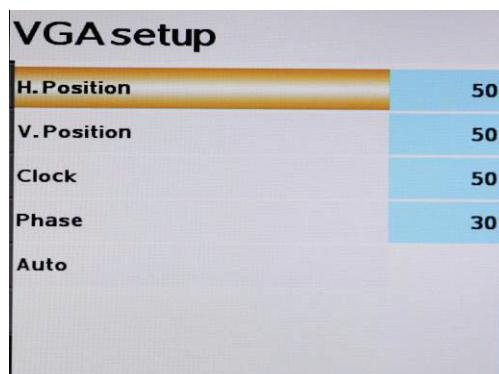 VGA setup
H. Position 50
V. Position 50
Clock 50
Phase 30
Auto